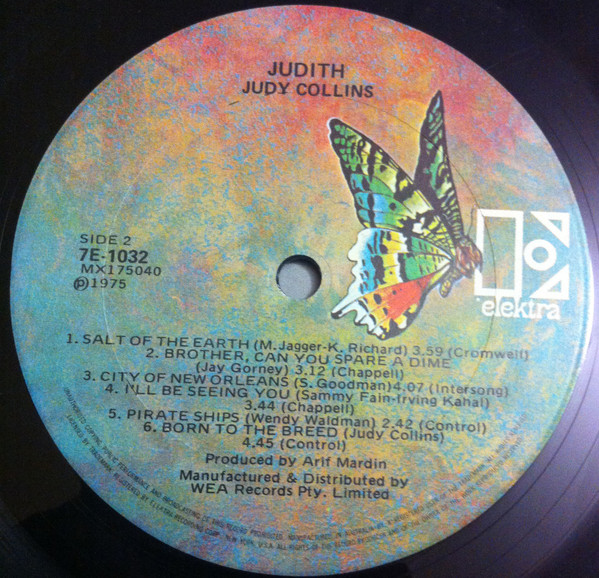 JUDITH
JUDY COLLINS
SIDE 2
7E-1032
MX175040
Ⓟ1975
elektra
1. SALT OF THE EARTH (M. Jagger-K. Richard) 3.59 (Cromwell)
2. BROTHER, CAN YOU SPARE A DIME
(Jay Gorney) 3.12 (Chappell)
3. CITY OF NEW ORLEANS (S. Goodman) 4.07 (Intersong)
4. I'LL BE SEEING YOU (Sammy Fain-Irving Kahal)
3.44 (Chappell)
5. PIRATE SHIPS (Wendy Waldman) 2.42 (Control)
6. BORN TO THE BREED (Judy Collins)
4.45 (Control)
Produced by Arif Mardin
Manufactured & Distributed by
WEA Records Pty. Limited